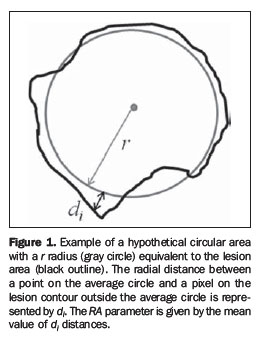 r
di
Figure 1. Example of a hypothetical circular area
with a r radius (gray circle) equivalent to the lesion
area (black outline). The radial distance between
a point on the average circle and a pixel on the
lesion contour outside the average circle is repre-
sented by di. The RA parameter is given by the mean
value of di distances.